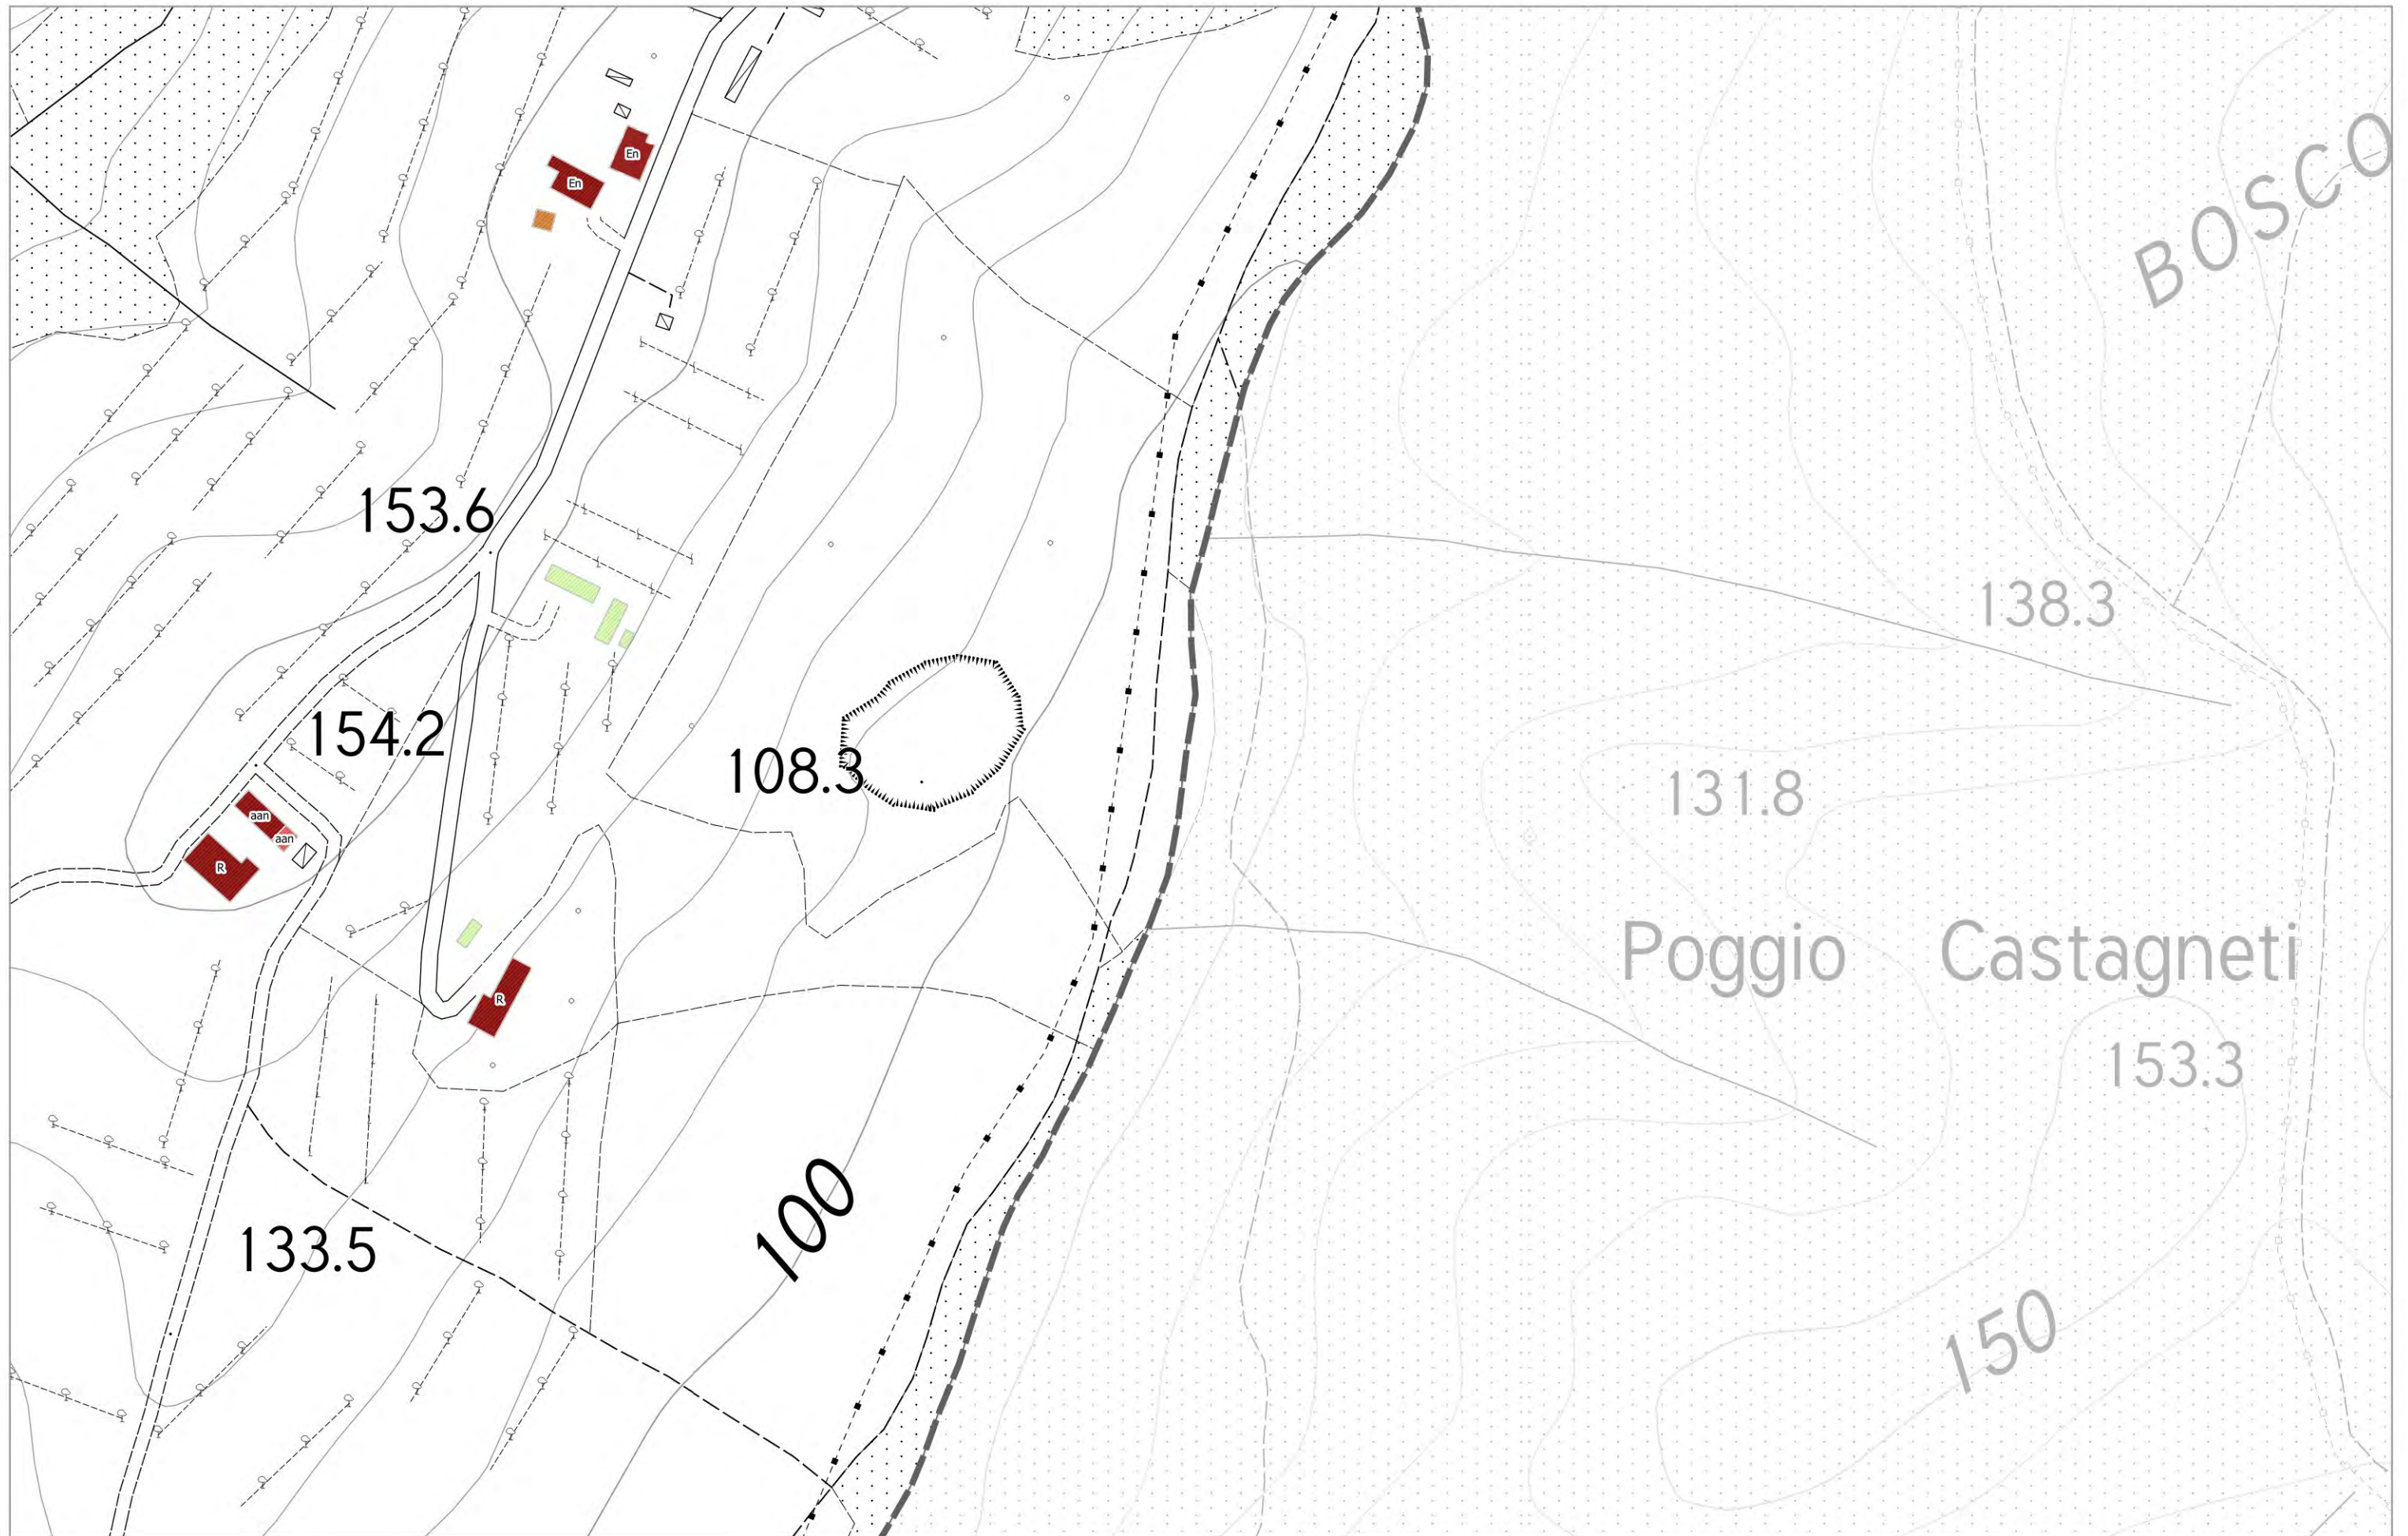 En
En
BOSCO
153.6
138.3
154.2
108.3
131.8
aan
aan
R
Poggio Castagneti
R
153.3
100
133.5
150